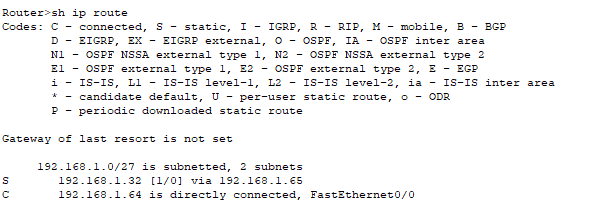 Router>sh ip route
Codes: C - connected, S - static, I - IGRP, R - RIP, M - mobile, B - BGP
D - EIGRP, EX - EIGRP external, O - OSPF, IA - OSPF inter area
N1 - OSPF NSSA external type 1, N2 - OSPF NSSA external type 2
E1 - OSPF external type 1, E2 - OSPF external type 2, E - EGP
i - IS-IS, L1 - IS-IS level-1, L2 - IS-IS level-2, ia - IS-IS inter area
* - candidate default, U - per-user static route, o - ODR
P - periodic downloaded static route
Gateway of last resort is not set
192.168.1.0/27 is subnetted, 2 subnets
S 192.168.1.32 [1/0] via 192.168.1.65
C 192.168.1.64 is directly connected, FastEthernet0/0